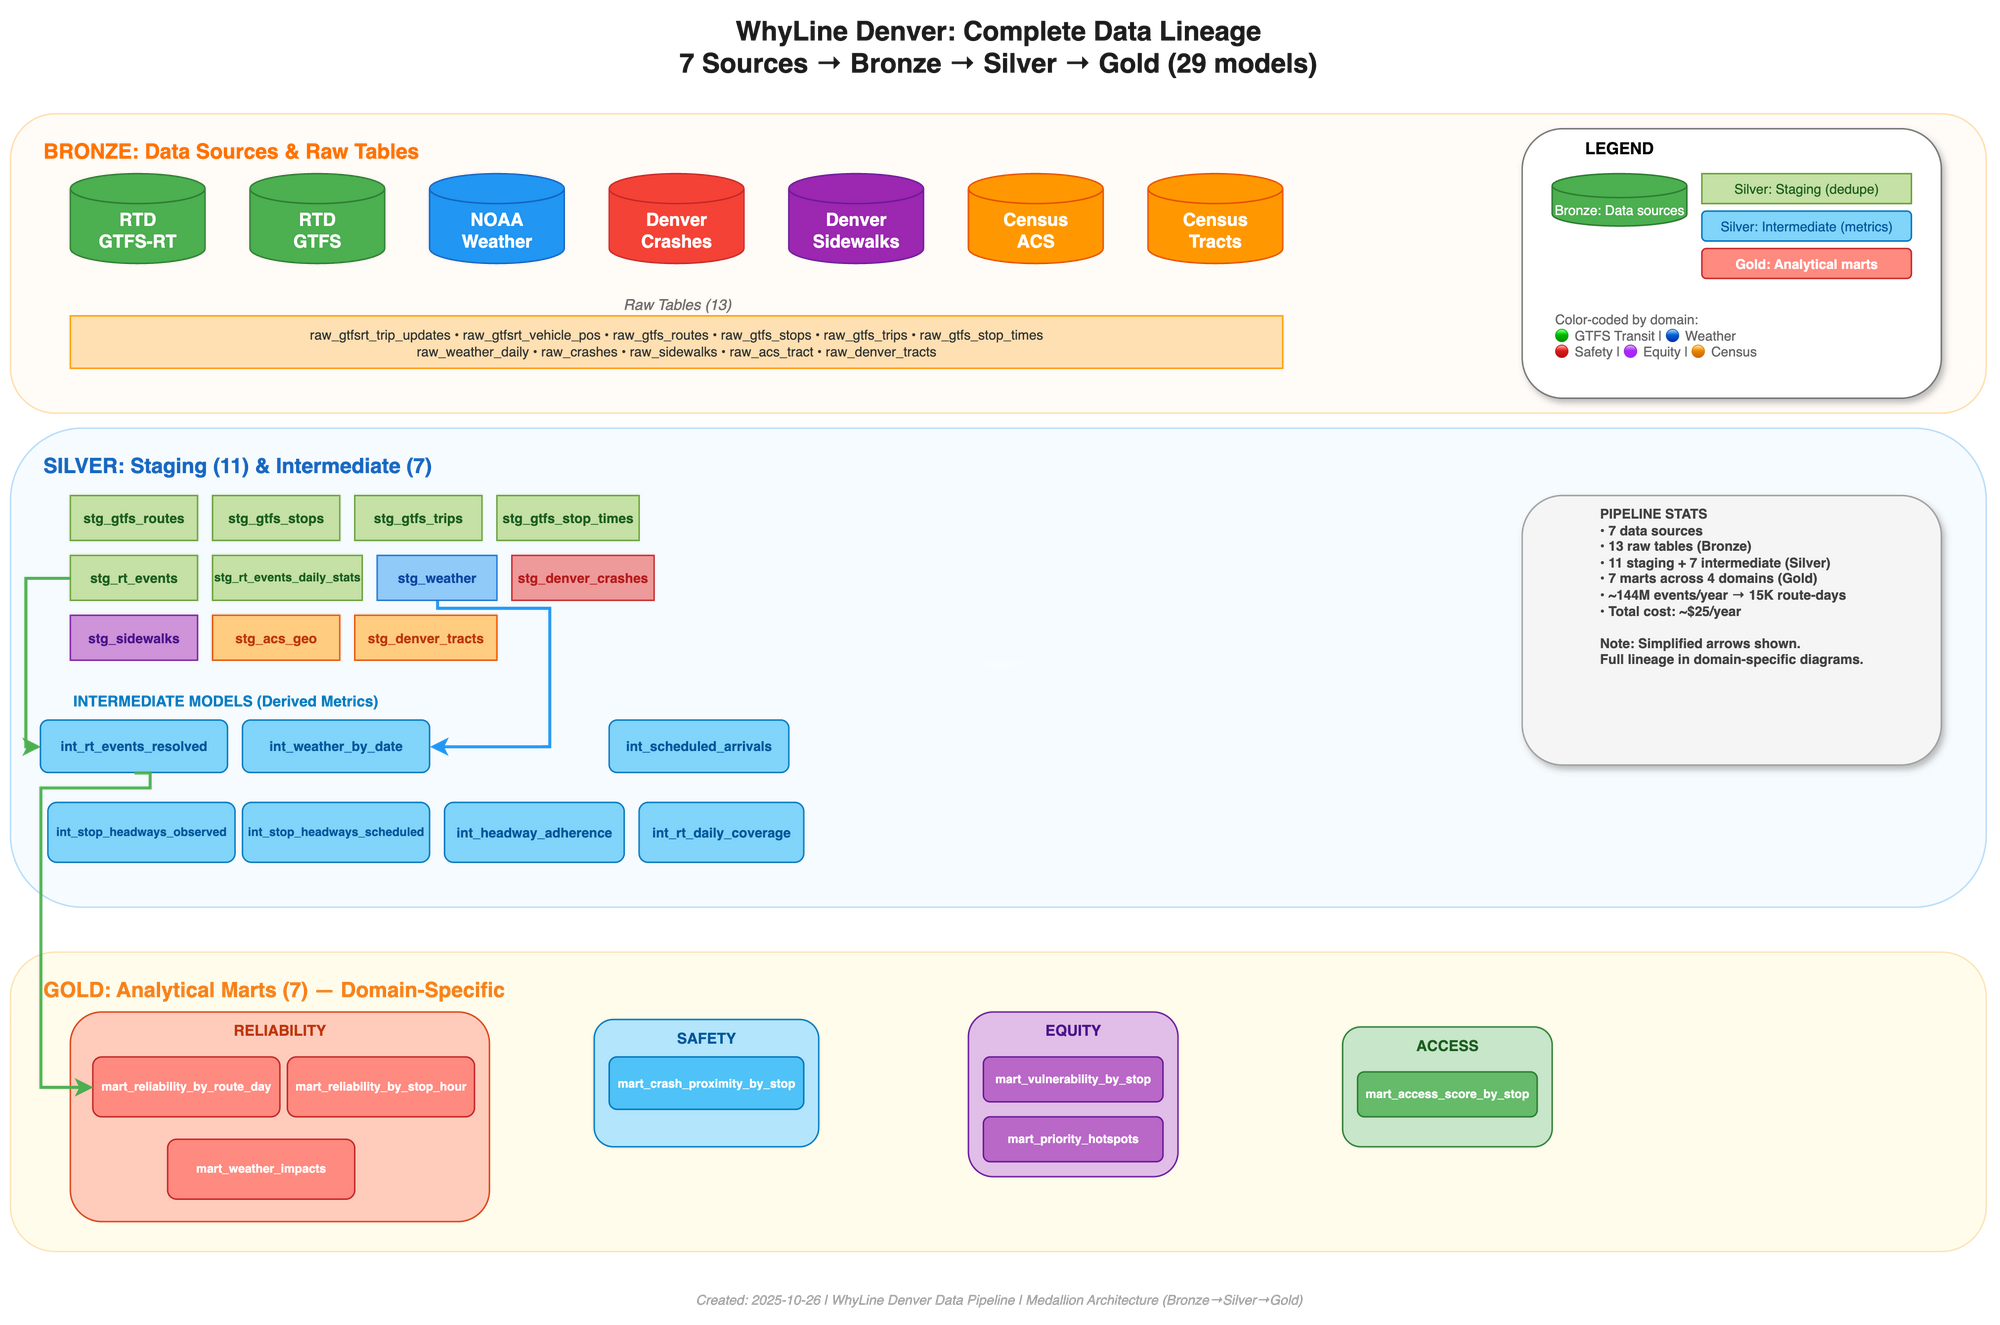 WhyLine Denver: Complete Data Lineage
7 Sources → Bronze → Silver → Gold (29 models)
BRONZE: Data Sources & Raw Tables
RTD
GTFS-RT
RTD
GTFS
NOAA
Weather
Denver
Crashes
Denver
Sidewalks
Census
ACS
Census
Tracts
Raw Tables (13)
raw_gtfsrt_trip_updates • raw_gtfsrt_vehicle_pos • raw_gtfs_routes • raw_gtfs_stops • raw_gtfs_trips • raw_gtfs_stop_times
raw_weather_daily • raw_crashes • raw_sidewalks • raw_acs_tract • raw_denver_tracts
LEGEND
Bronze: Data sources
Silver: Staging (dedupe)
Silver: Intermediate (metrics)
Gold: Analytical marts
Color-coded by domain:
GTFS Transit | Weather
Safety | Equity | Census
SILVER: Staging (11) & Intermediate (7)
stg_gtfs_routes
stg_gtfs_stops
stg_gtfs_trips
stg_gtfs_stop_times
stg_rt_events
stg_rt_events_daily_stats
stg_weather
stg_denver_crashes
stg_sidewalks
stg_acs_geo
stg_denver_tracts
INTERMEDIATE MODELS (Derived Metrics)
int_rt_events_resolved
int_weather_by_date
int_scheduled_arrivals
int_stop_headways_observed
int_stop_headways_scheduled
int_headway_adherence
int_rt_daily_coverage
PIPELINE STATS
• 7 data sources
• 13 raw tables (Bronze)
• 11 staging + 7 intermediate (Silver)
• 7 marts across 4 domains (Gold)
• ~144M events/year → 15K route-days
• Total cost: ~$25/year
Note: Simplified arrows shown.
Full lineage in domain-specific diagrams.
GOLD: Analytical Marts (7) — Domain-Specific
RELIABILITY
mart_reliability_by_route_day
mart_reliability_by_stop_hour
mart_weather_impacts
SAFETY
mart_crash_proximity_by_stop
EQUITY
mart_vulnerability_by_stop
mart_priority_hotspots
ACCESS
mart_access_score_by_stop
Created: 2025-10-26 | WhyLine Denver Data Pipeline | Medallion Architecture (Bronze→Silver→Gold)